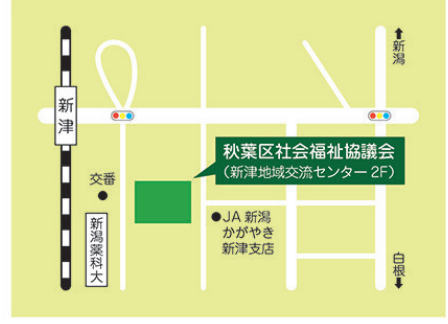 新潟
新津
秋葉区社会福祉協議会
（新津地域交流センター2F）
交番
新潟薬科大
JA 新潟
かがやき
新津支店
白根